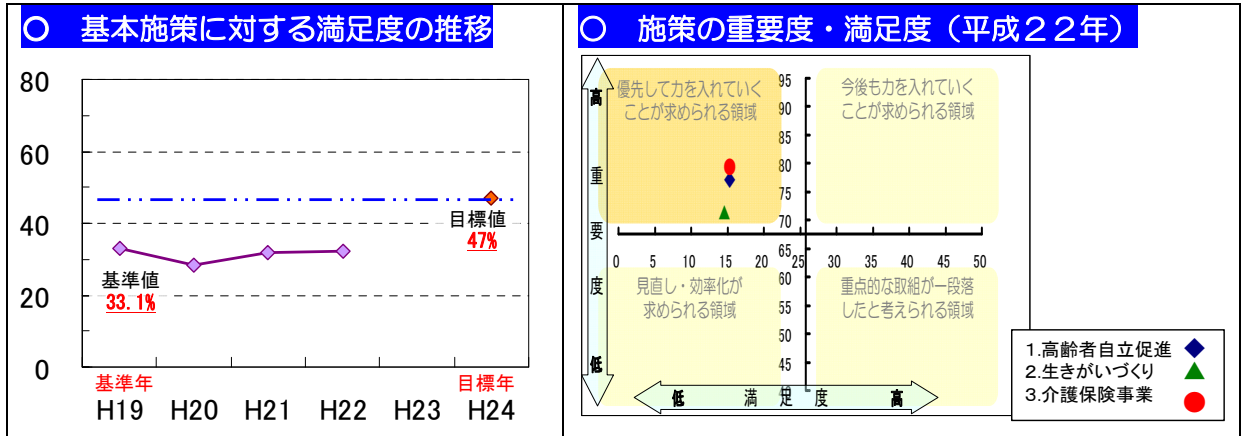 ○ 基本施策に対する満足度の推移
80
60
40
20
0
基準値
33.1%
目標値
47%
基準年
目標年
H19 H20 H21 H22 H23 H24
○ 施策の重要度・満足度（平成２２年）
優先して力を入れていく
ことが求められる領域
今後も力を入れていく
ことが求められる領域
高
重
要
度
低
95
90
85
80
75
70
65
60
55
50
45
40
0 5 10 15 20 25 30 35 40 45 50
見直し・効率化が
求められる領域
重点的な取組が一段落
したと考えられる領域
低 満 足 度 高
1.高齢者自立促進
2.生きがいづくり
3.介護保険事業